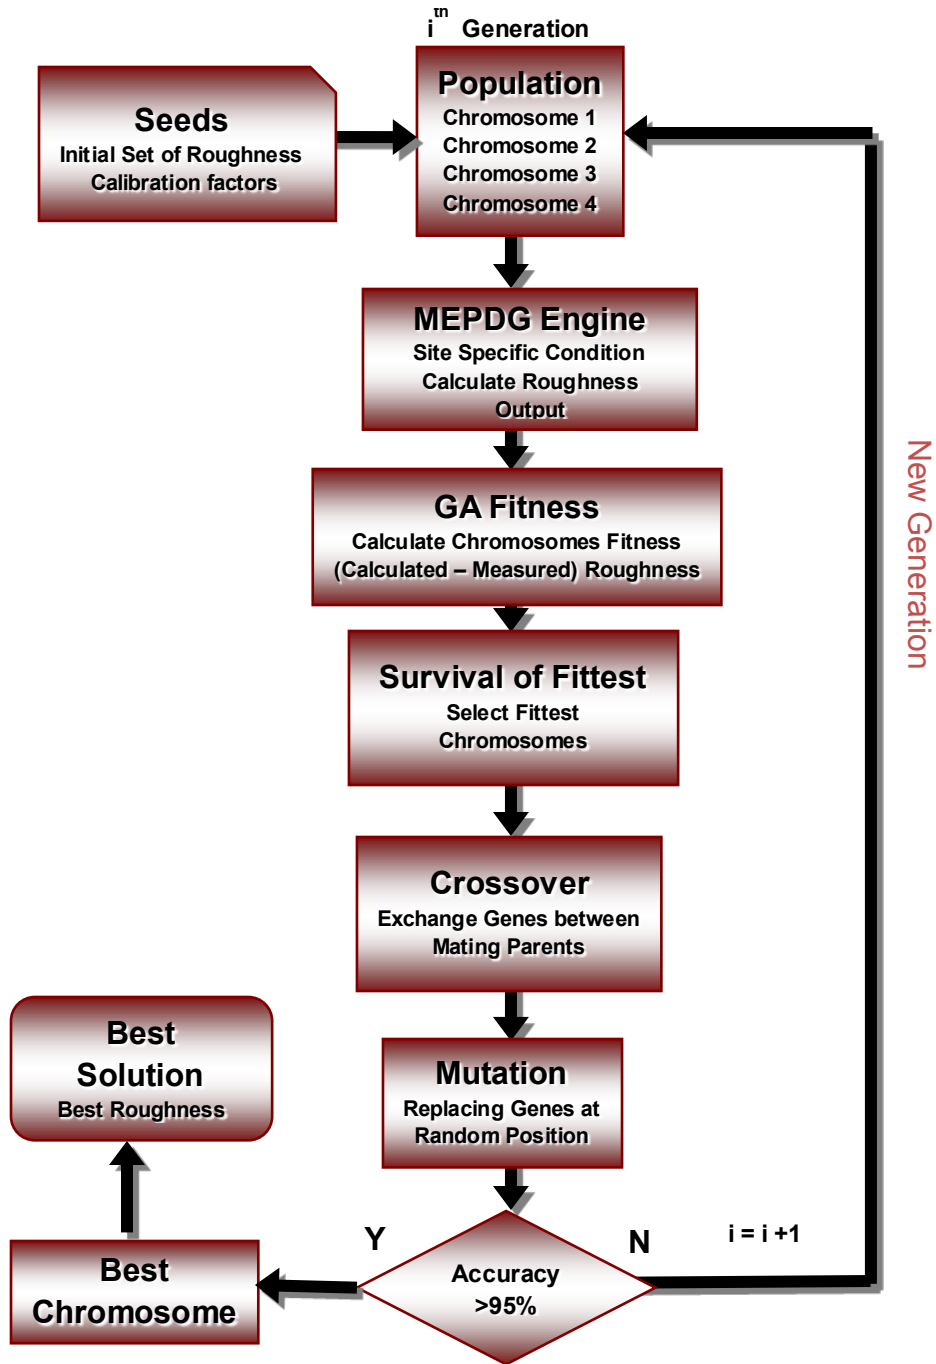 ith Generation
Population
Chromosome 1
Chromosome 2
Chromosome 3
Chromosome 4
Seeds
Initial Set of Roughness
Calibration factors
MEPDG Engine
Site Specific Condition
Calculate Roughness
Output
GA Fitness
Calculate Chromosomes Fitness
(Calculated – Measured) Roughness
Survival of Fittest
Select Fittest
Chromosomes
Crossover
Exchange Genes between
Mating Parents
Mutation
Replacing Genes at
Random Position
Accuracy
>95%
Y
N
i = i +1
New Generation
Best
Chromosome
Best
Solution
Best Roughness